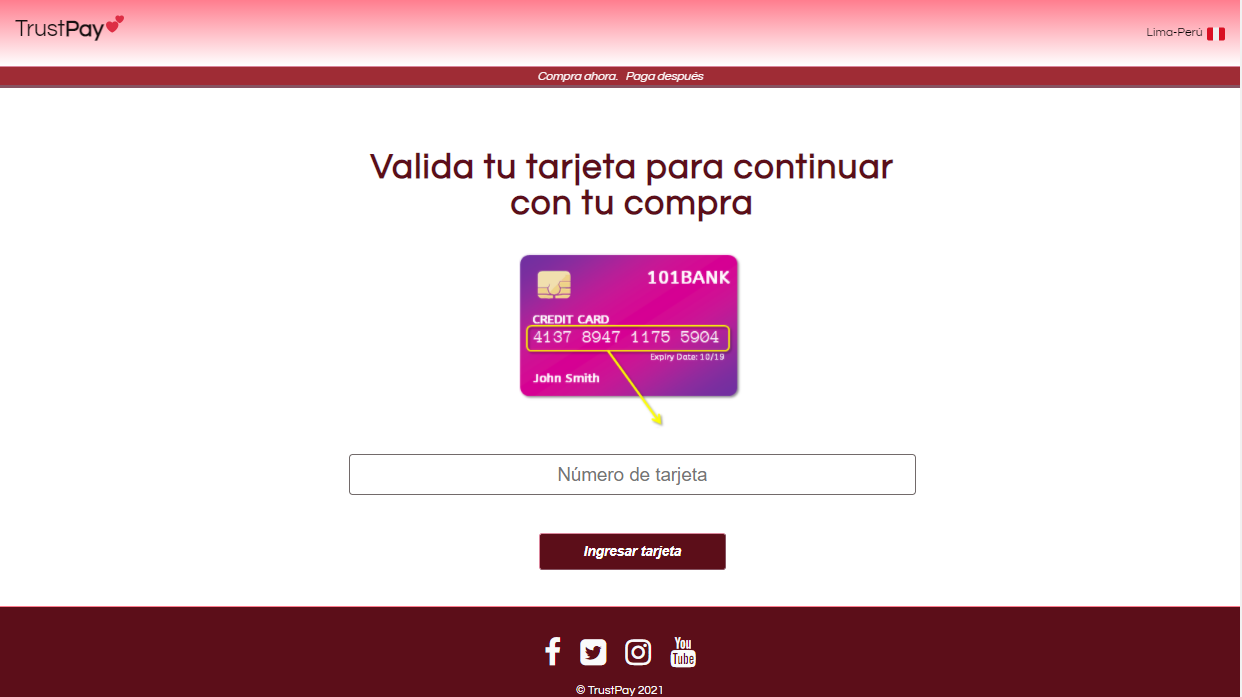 TrustPay
Lima-Perú
Compra ahora. Paga después
Valida tu tarjeta para continuar
con tu compra
101BANK
CREDIT CARD
4137 8947 1175 5904
Expiry Date: 10/19
John Smith
Número de tarjeta
Ingresar tarjeta
You
Tube
© TrustPay 2021